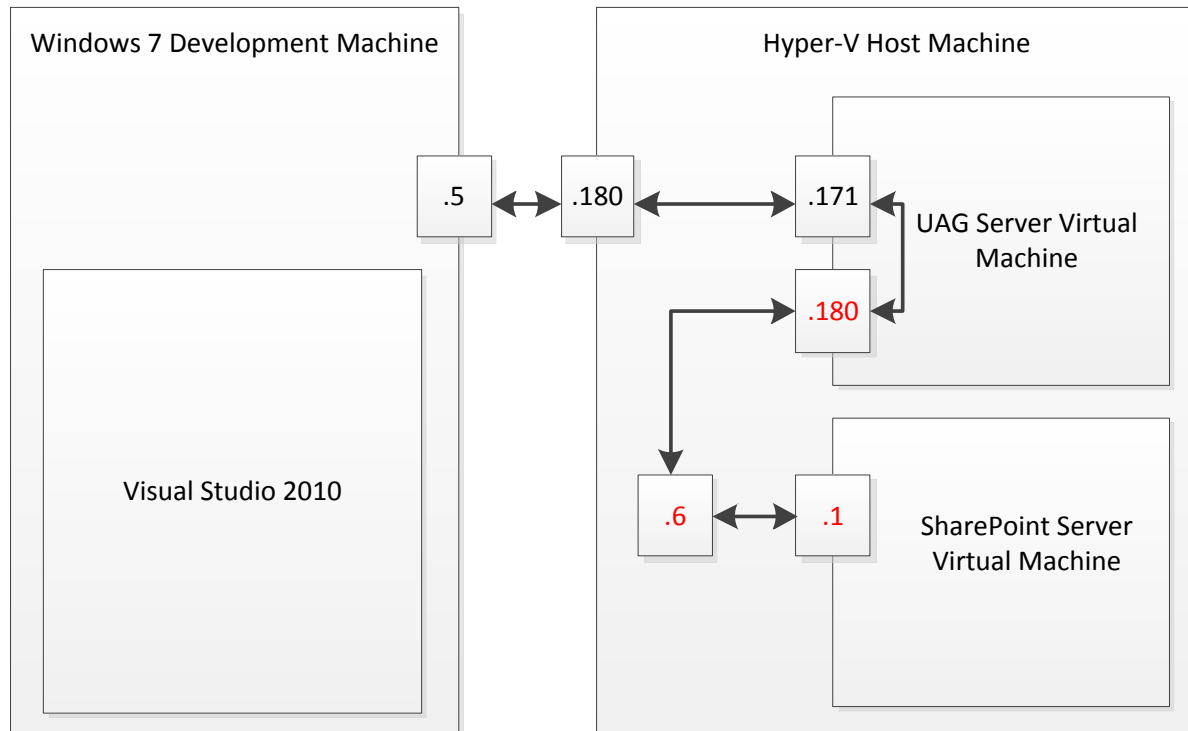 Windows 7 Development Machine
Hyper-V Host Machine
.5
.180
.171
UAG Server Virtual
Machine
.180
Visual Studio 2010
.6
.1
SharePoint Server
Virtual Machine